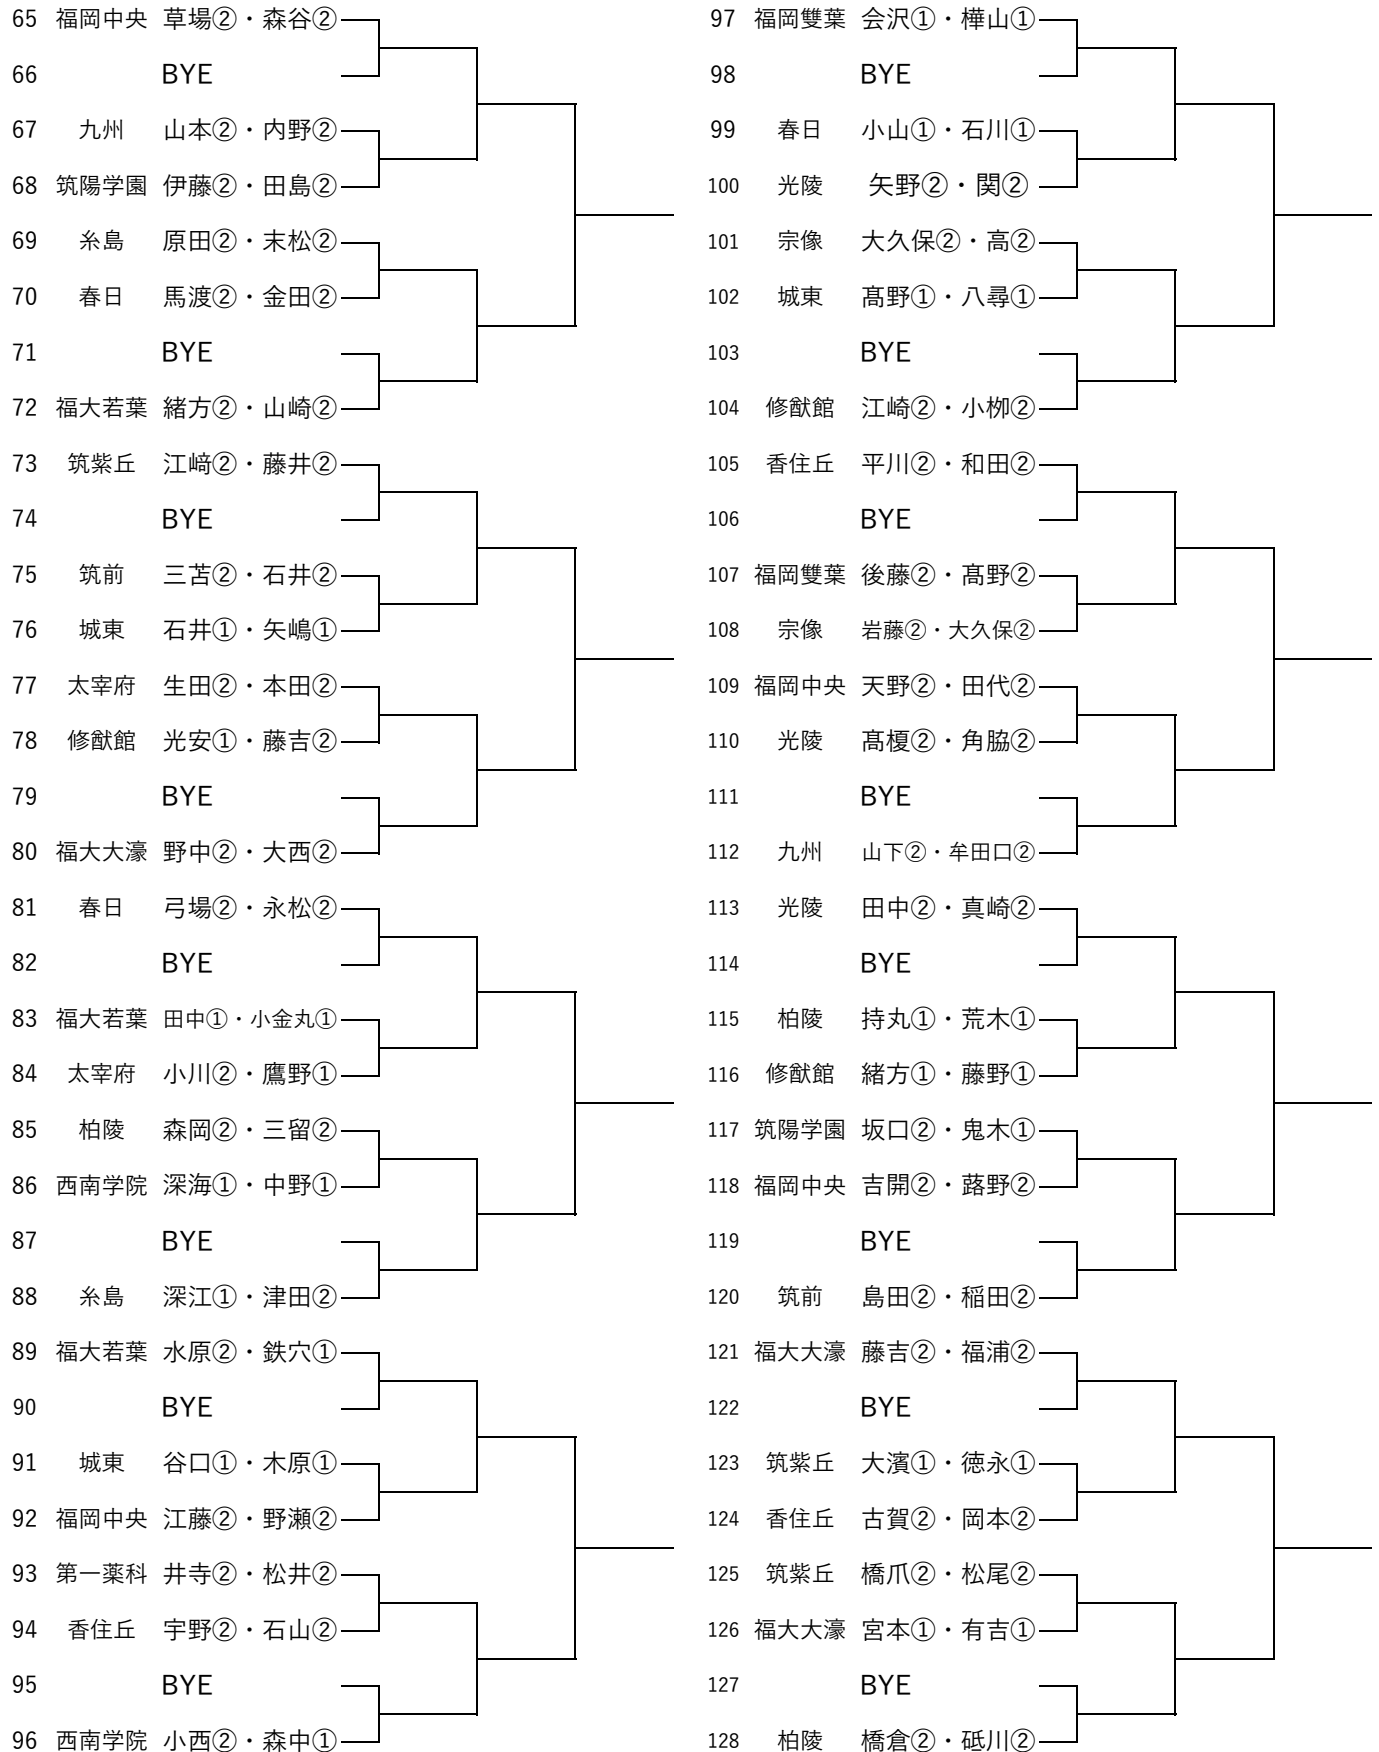 65 福岡中央 草場②・森谷②
66 BYE
67 九州 山本②・内野②
68 筑陽学園 伊藤②・田島②
69 糸島 原田②・末松②
70 春日 馬渡②・金田②
71 BYE
72 福大若葉 緒方②・山崎②
73 筑紫丘 江﨑②・藤井②
74 BYE
75 筑前 三苫②・石井②
76 城東 石井①・矢嶋①
77 太宰府 生田②・本田②
78 修猷館 光安①・藤吉②
79 BYE
80 福大大濠 野中②・大西②
81 春日 弓場②・永松②
82 BYE
83 福大若葉 田中①・小金丸①
84 太宰府 小川②・鷹野①
85 柏陵 森岡②・三留②
86 西南学院 深海①・中野①
87 BYE
88 糸島 深江①・津田②
89 福大若葉 水原②・鉄穴①
90 BYE
91 城東 谷口①・木原①
92 福岡中央 江藤②・野瀬②
93 第一薬科 井寺②・松井②
94 香住丘 宇野②・石山②
95 BYE
96 西南学院 小西②・森中①
97 福岡雙葉 会沢①・樺山①
98 BYE
99 春日 小山①・石川①
100 光陵 矢野②・関②
101 宗像 大久保②・高②
102 城東 髙野①・八尋①
103 BYE
104 修猷館 江崎②・小栁②
105 香住丘 平川②・和田②
106 BYE
107 福岡雙葉 後藤②・髙野②
108 宗像 岩藤②・大久保②
109 福岡中央 天野②・田代②
110 光陵 髙榎②・角脇②
111 BYE
112 九州 山下②・牟田口②
113 光陵 田中②・真崎②
114 BYE
115 柏陵 持丸①・荒木①
116 修猷館 緒方①・藤野①
117 筑陽学園 坂口②・鬼木①
118 福岡中央 吉開②・蕗野②
119 BYE
120 筑前 島田②・稲田②
121 福大大濠 藤吉②・福浦②
122 BYE
123 筑紫丘 大濱①・徳永①
124 香住丘 古賀②・岡本②
125 筑紫丘 橋爪②・松尾②
126 福大大濠 宮本①・有吉①
127 BYE
128 柏陵 橋倉②・砥川②